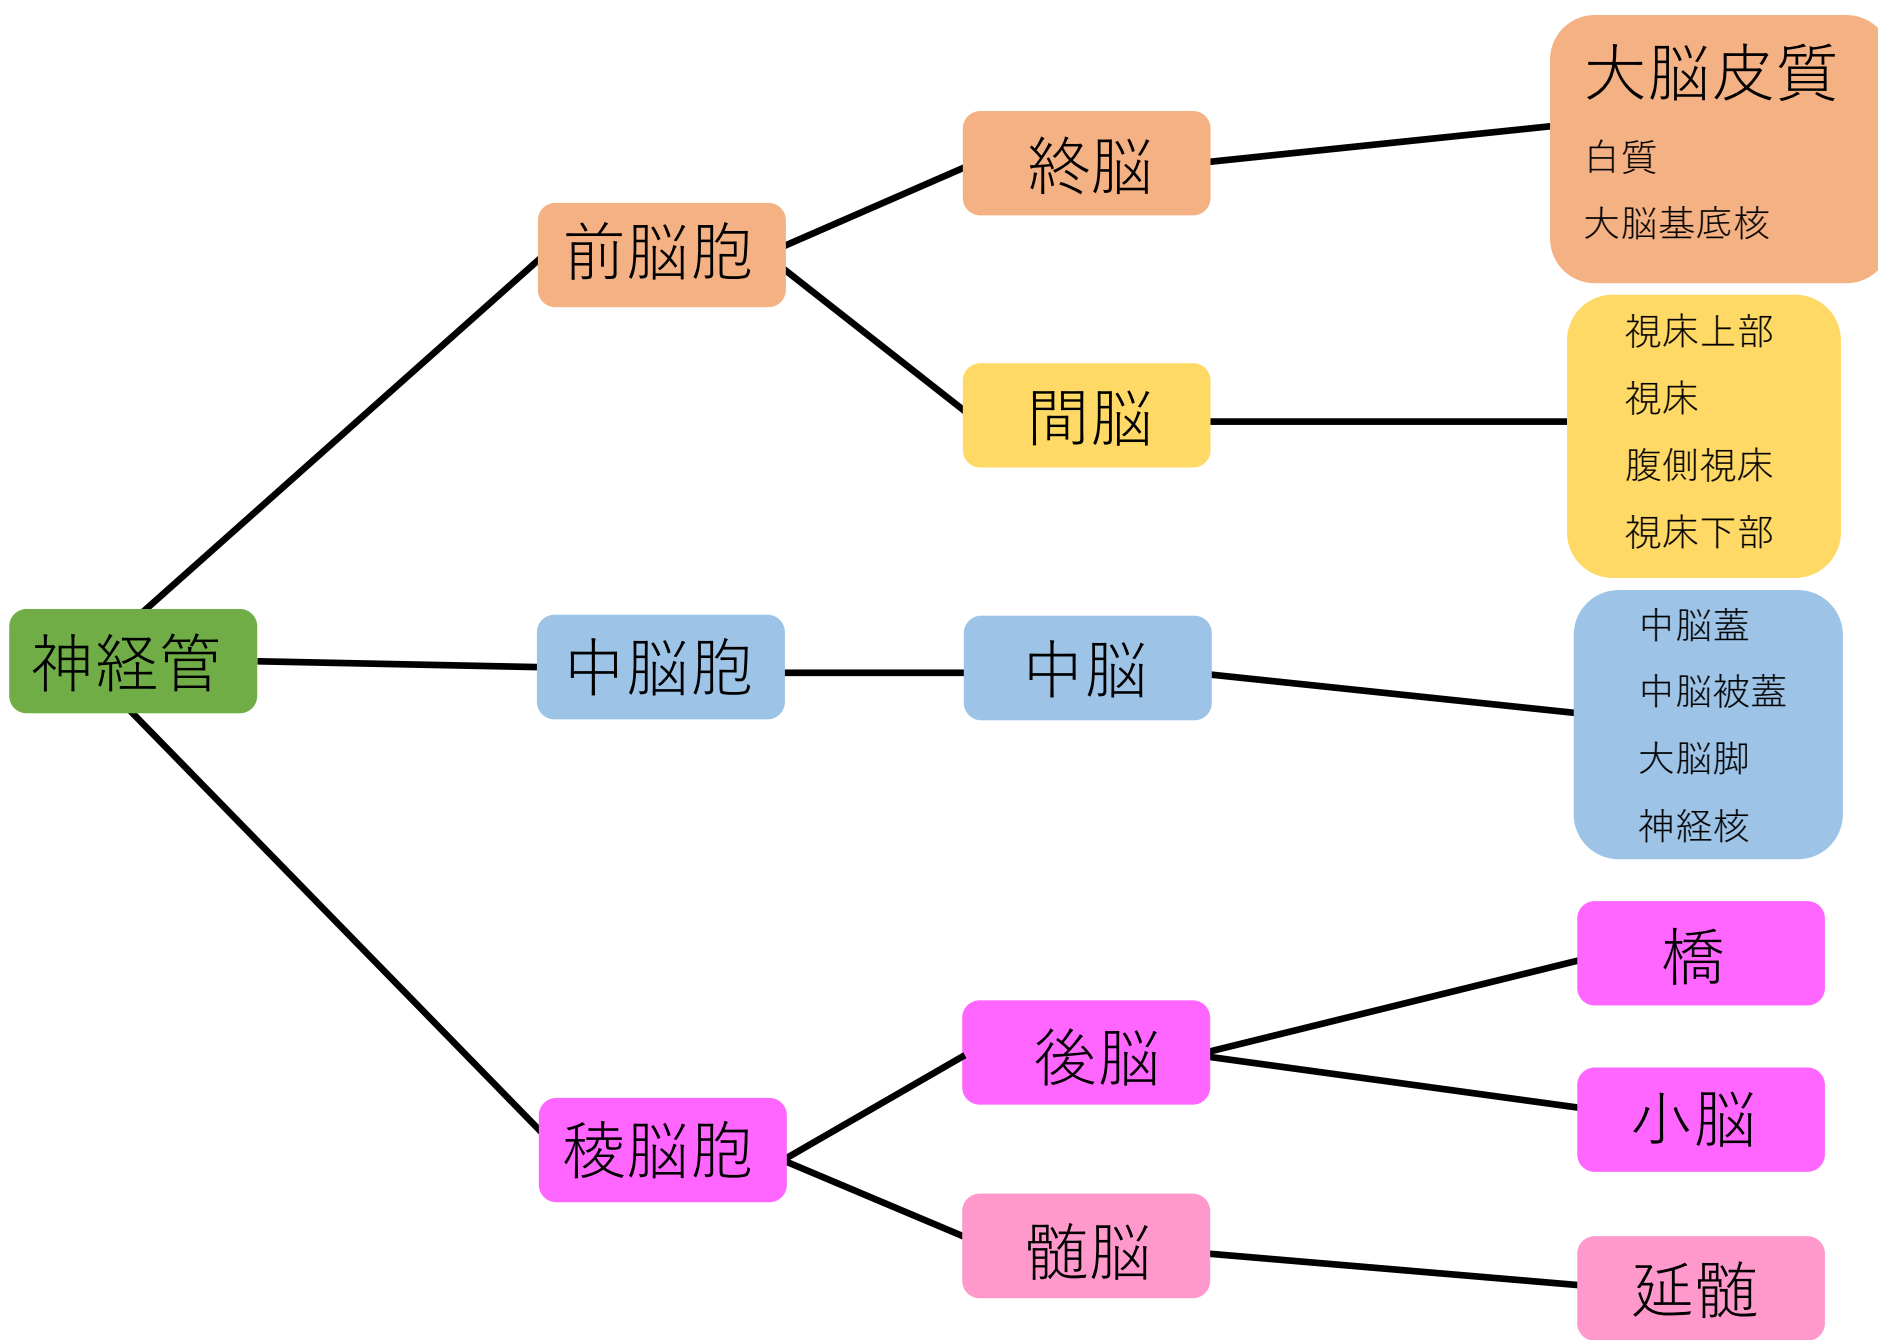 神経管
前脳胞
中脳胞
稜脳胞
終脳
間脳
中脳
後脳
髄脳
大脳皮質
白質
大脳基底核
視床上部
視床
腹側視床
視床下部
中脳蓋
中脳被蓋
大脳脚
神経核
橋
小脳
延髄